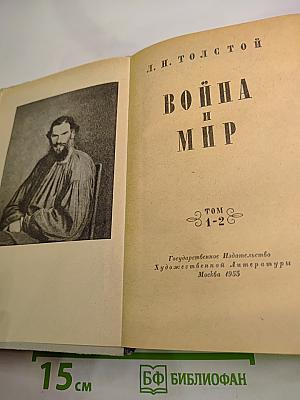 Л. Н. ТОЛСТОЙ
ВОЙНА
и
МИР
ТОМ
1-2
Государственное Издательство
Художественной Литературы
Москва 1955
15 см
БФ БИБЛИОФАН